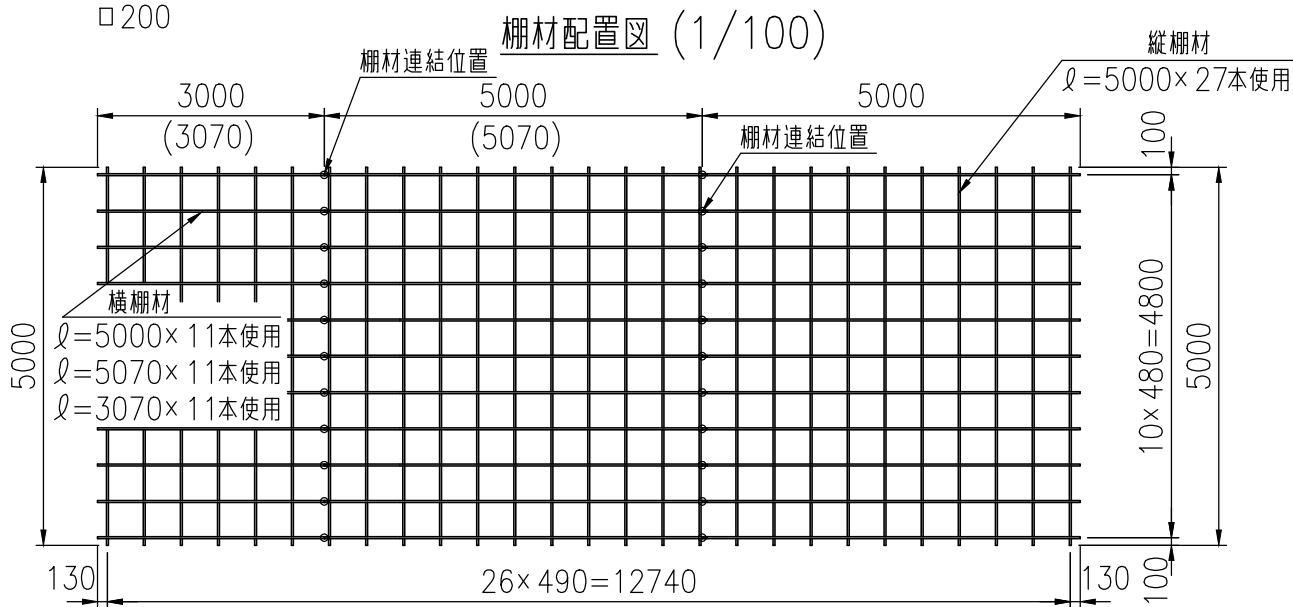 □200
棚材配置図 (1/100)
棚材連結位置
縦棚材
ℓ=5000×27本使用
3000
5000
5000
(3070)
(5070)
棚材連結位置
100
横棚材
ℓ=5000×11本使用
ℓ=5070×11本使用
ℓ=3070×11本使用
5000
10×480=4800
5000
130
26×490=12740
130
100